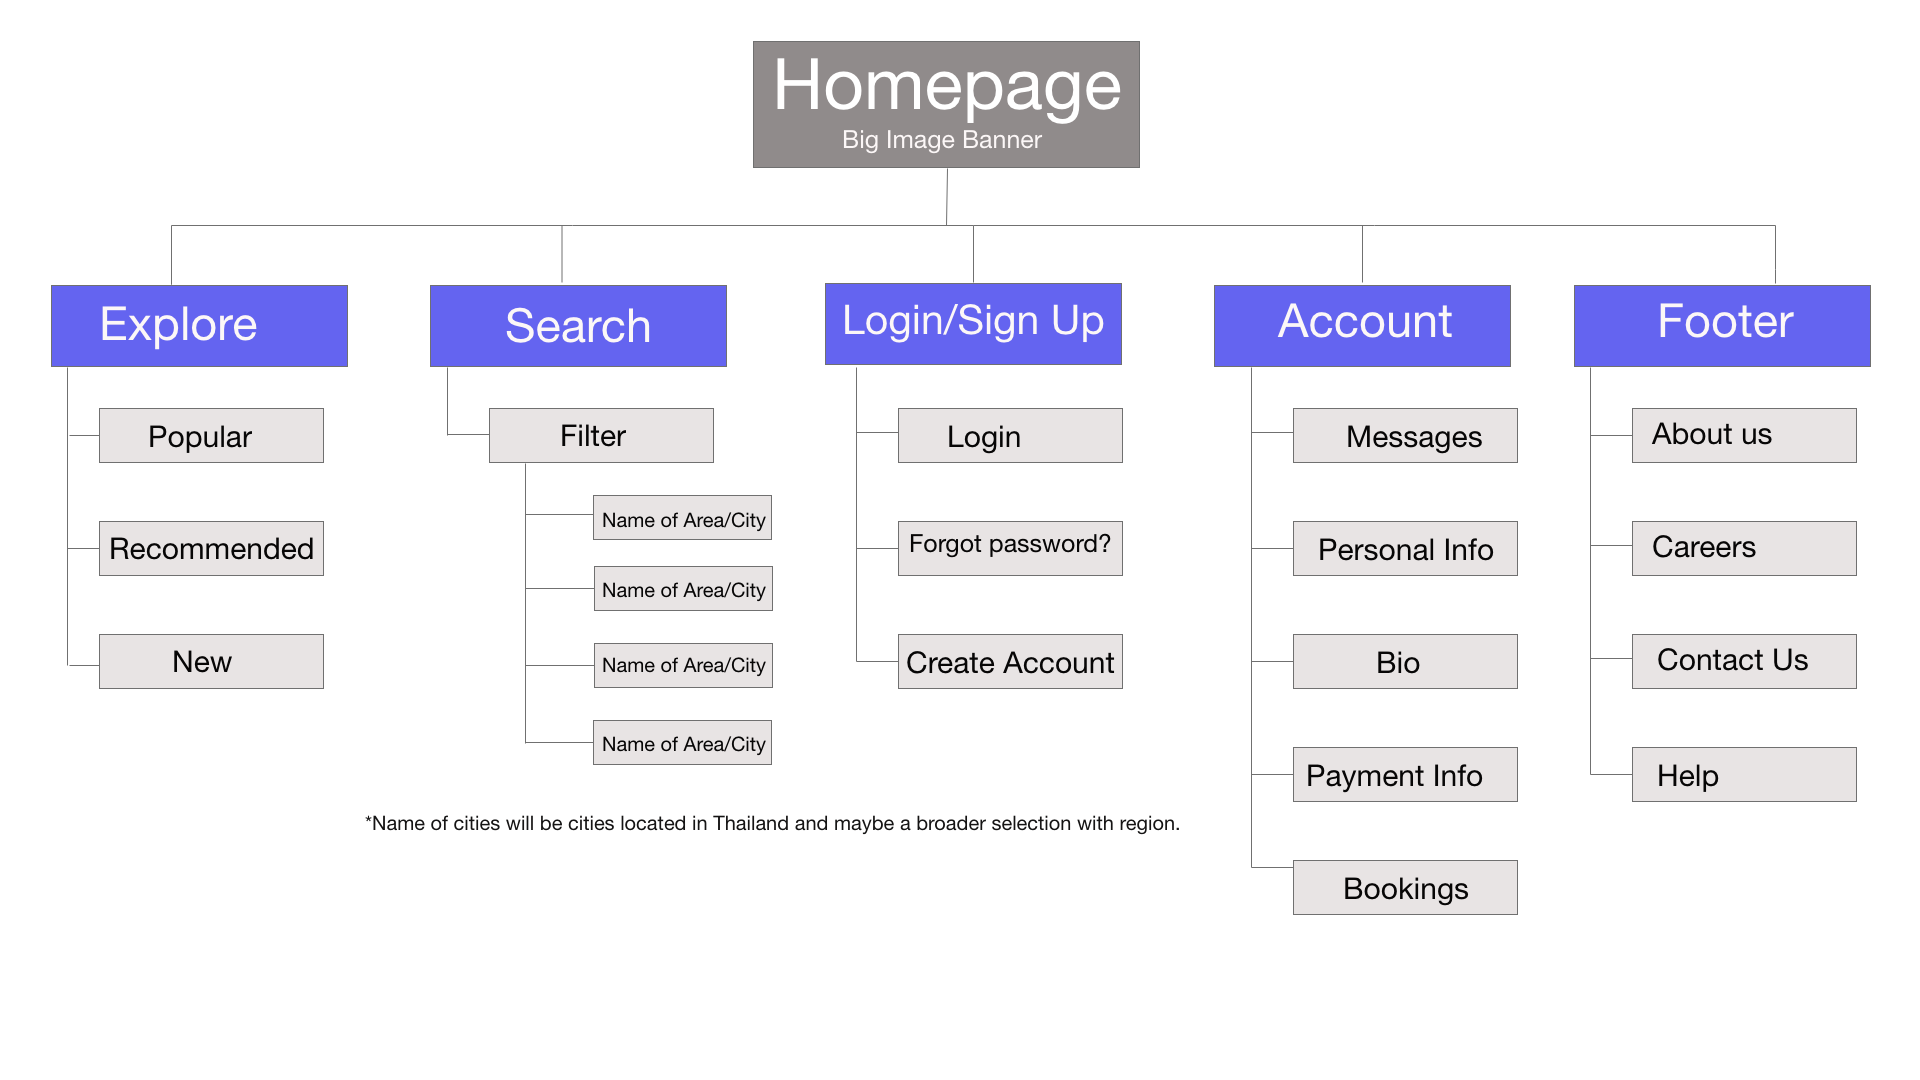 Homepage
Big Image Banner
Explore
Popular
Recommended
New
Search
Filter
Name of Area/City
Name of Area/City
Name of Area/City
Name of Area/City
Login/Sign Up
Login
Forgot password?
Create Account
Account
Messages
Personal Info
Bio
Payment Info
Bookings
Footer
About us
Careers
Contact Us
Help
*Name of cities will be cities located in Thailand and maybe a broader selection with region.